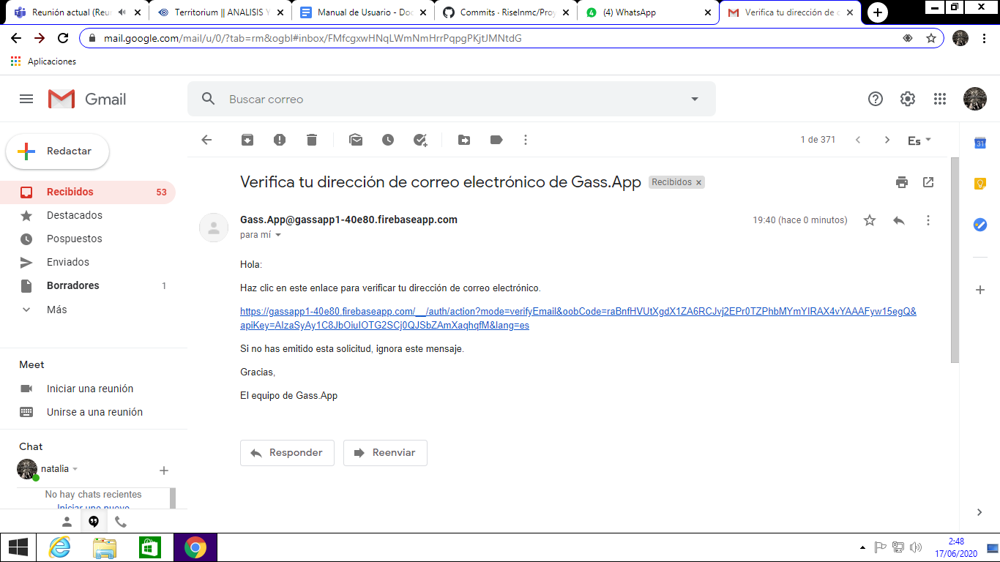 Reunión actual (Reu
Territorium || ANALISIS Y
Manual de Usuario - Doc
Commits · RiseInmc/Proy
4
(4) WhatsApp
Verifica tu dirección de c
mail.google.com/mail/u/0/?tab=rm&ogbl#inbox/FMfcgxwHNqLWmNmHrrPqpgPKjtJMNtdG
Aplicaciones
Gmail
Buscar correo
Redactar
1 de 371
Es
31
Recibidos 53
Destacados
Pospuestos
Enviados
Borradores 1
Más
Verifica tu dirección de correo electrónico de Gass.App
Recibidos x
Gass.App@gassapp1-40e80.firebaseapp.com
19:40 (hace 0 minutos)
para mí
Hola:
Haz clic en este enlace para verificar tu dirección de correo electrónico.
https://gassapp1-40e80.firebaseapp.com/__/auth/action?mode=verifyEmail&oobCode=raBnfHVUtXgdX1ZA6RCJvj2EPr0TZPhbMYmYIRAX4vYAAAFyw15egQ&
apiKey=AIzaSyAy1C8JbOiuIOTG2SCj0QJSbZAmXaqhqfM&lang=es
Si no has emitido esta solicitud, ignora este mensaje.
Gracias,
El equipo de Gass.App
Responder
Reenviar
Meet
Iniciar una reunión
Unirse a una reunión
Chat
natalia
No hay chats recientes
Iniciar uno nuevo
2:48
17/06/2020